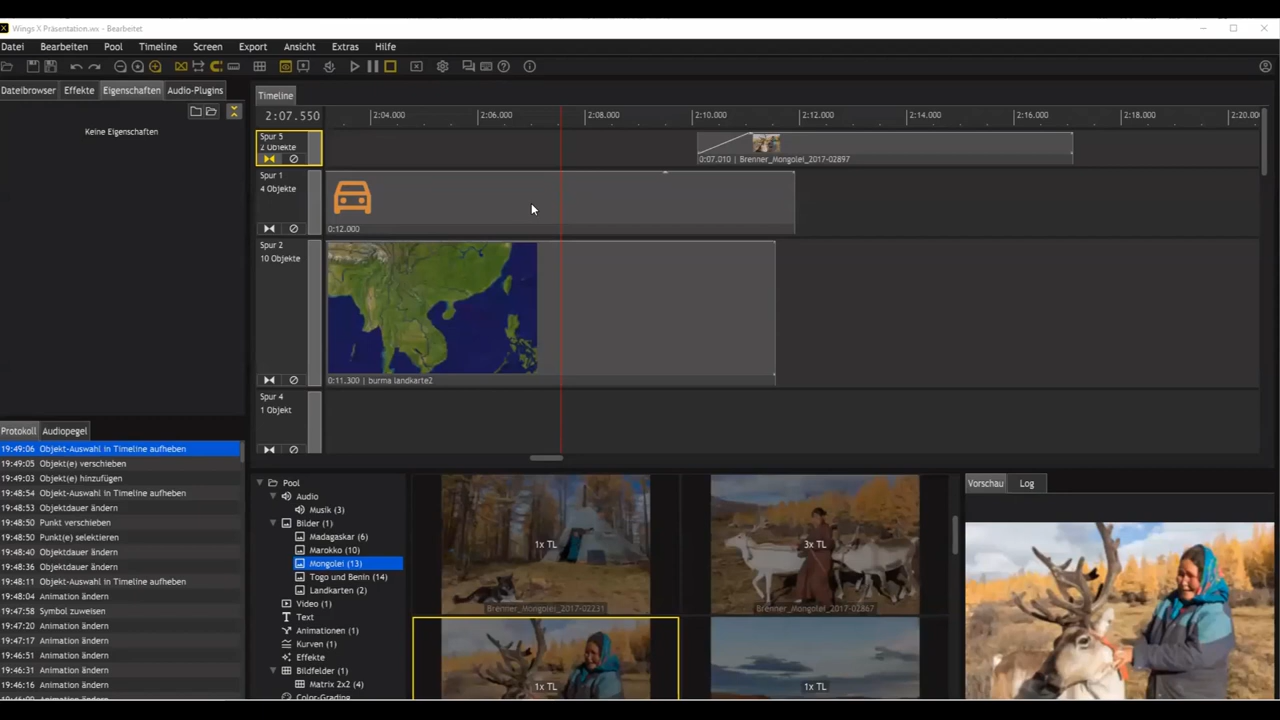 Wings X Präsentation.wx - Bearbeitet
Datei Bearbeiten Pool Timeline Screen Export Ansicht Extras Hilfe
Dateibrowser Effekte Eigenschaften Audio-Plugins
Keine Eigenschaften
Timeline
2:07.550
2:04.000 2:06.000 2:08.000 2:10.000 2:12.000 2:14.000 2:16.000 2:18.000 2:20.00
Spur 5
2 Objekte
0:07.010 | Brenner_Mongolei_2017-02897
Spur 1
4 Objekte
0:12.000
Spur 2
10 Objekte
0:11.300 | burma landkarte2
Spur 4
1 Objekt
Protokoll Audiopegel
19:49:06 Objekt-Auswahl in Timeline aufheben
19:49:05 Objekt(e) verschieben
19:49:03 Objekt(e) hinzufügen
19:48:54 Objekt-Auswahl in Timeline aufheben
19:48:53 Objektdauer ändern
19:48:50 Punkt verschieben
19:48:50 Punkt(e) selektieren
19:48:40 Objektdauer ändern
19:48:36 Objektdauer ändern
19:48:11 Objekt-Auswahl in Timeline aufheben
19:48:04 Animation ändern
19:47:58 Symbol zuweisen
19:47:20 Animation ändern
19:47:17 Animation ändern
19:46:51 Animation ändern
19:46:31 Animation ändern
19:46:16 Animation ändern
Pool
Audio
Musik (3)
Bilder (1)
Madagaskar (6)
Marokko (10)
Mongolei (13)
Togo und Benin (14)
Landkarten (2)
Video (1)
Text
Animationen (1)
Kurven (1)
Effekte
Bildfelder (1)
Matrix 2x2 (4)
Color-Grading
1x TL
Brenner_Mongolei_2017-02231
3x TL
Brenner_Mongolei_2017-02867
1x TL
1x TL
Vorschau Log